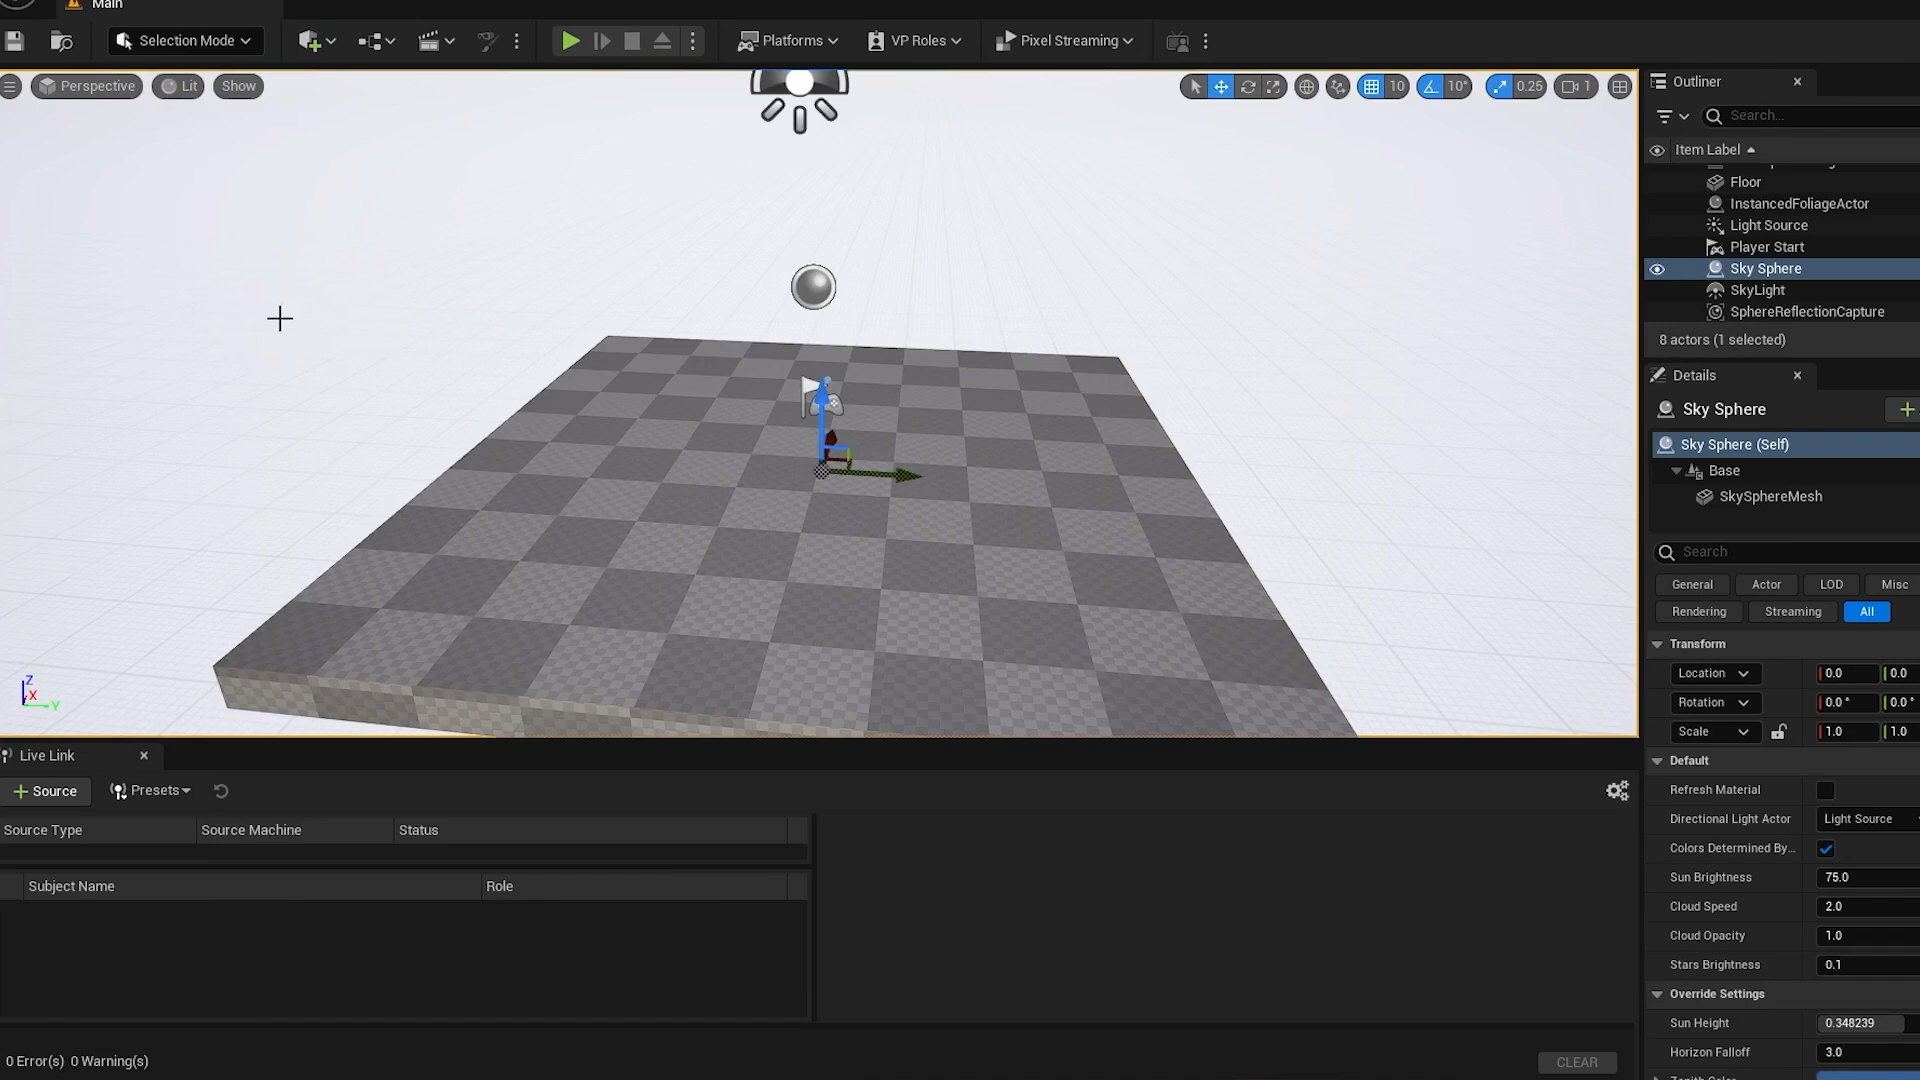 Main
Selection Mode
Platforms
VP Roles
Pixel Streaming
Perspective
Lit
Show
10
10°
0.25
1
Outliner
Search...
Item Label
Floor
InstancedFoliageActor
Light Source
Player Start
Sky Sphere
SkyLight
SphereReflectionCapture
8 actors (1 selected)
Details
Sky Sphere
Sky Sphere (Self)
Base
SkySphereMesh
Search
General
Actor
LOD
Misc
Rendering
Streaming
All
Transform
Location
0.0
0.0
Rotation
0.0 °
0.0 °
Scale
1.0
1.0
Default
Refresh Material
Directional Light Actor
Light Source
Colors Determined By...
Sun Brightness
75.0
Cloud Speed
2.0
Cloud Opacity
1.0
Stars Brightness
0.1
Override Settings
Sun Height
0.348239
Horizon Falloff
3.0
Z
X
Y
Live Link
Source
Presets
Source Type
Source Machine
Status
Subject Name
Role
0 Error(s) 0 Warning(s)
CLEAR